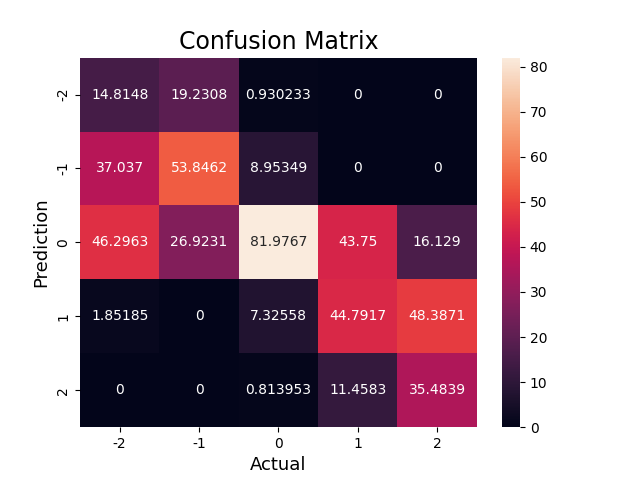 Confusion Matrix
Prediction
-2 14.8148 19.2308 0.930233 0 0
-1 37.037 53.8462 8.95349 0 0
0 46.2963 26.9231 81.9767 43.75 16.129
1 1.85185 0 7.32558 44.7917 48.3871
2 0 0 0.813953 11.4583 35.4839
-2 -1 0 1 2
Actual
80
70
60
50
40
30
20
10
0